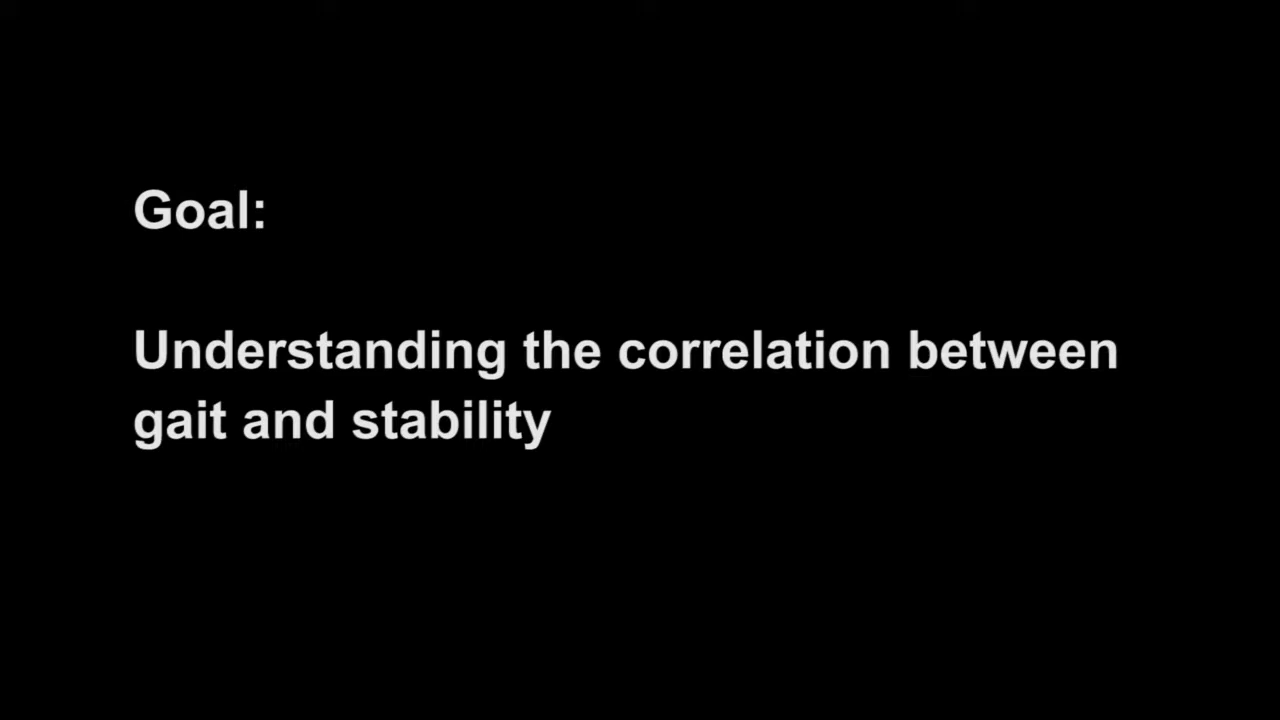 Goal:
Understanding the correlation between
gait and stability